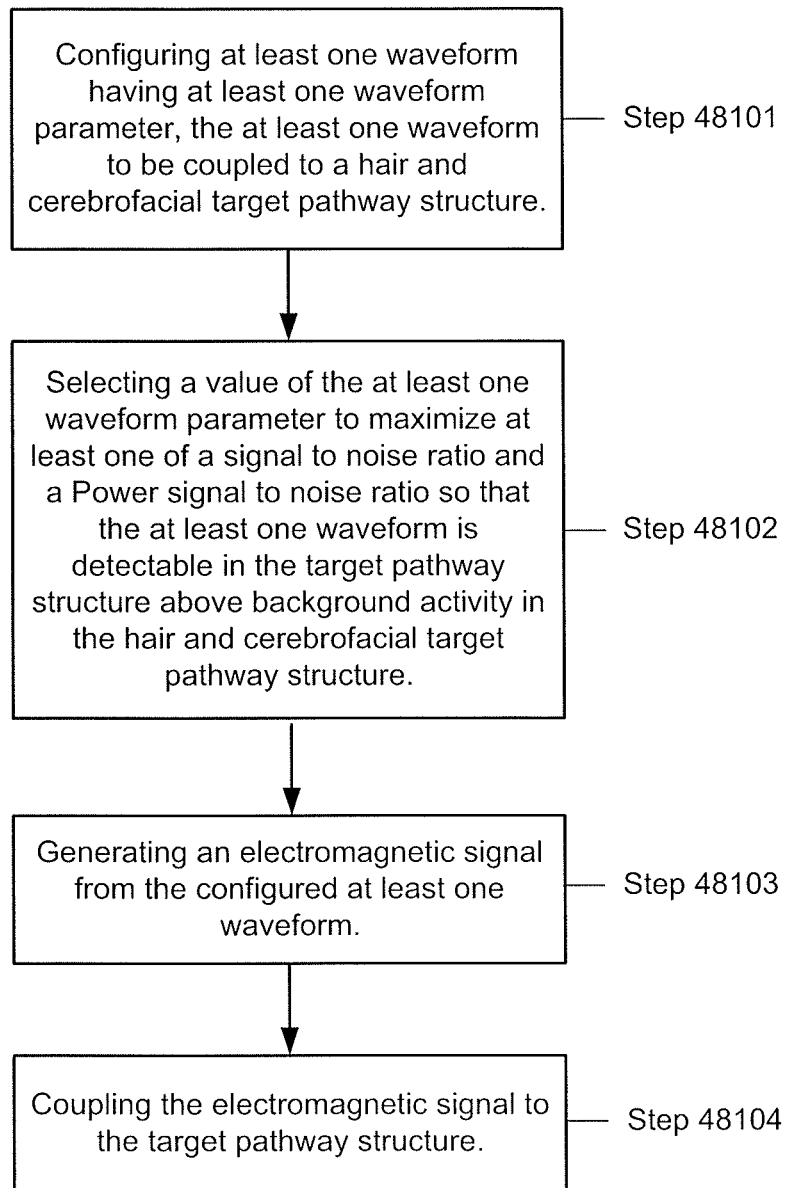 Configuring at least one waveform
having at least one waveform
parameter, the at least one waveform
to be coupled to a hair and
cerebrofacial target pathway structure.
Step 48101
Selecting a value of the at least one
waveform parameter to maximize at
least one of a signal to noise ratio and
a Power signal to noise ratio so that
the at least one waveform is
detectable in the target pathway
structure above background activity in
the hair and cerebrofacial target
pathway structure.
Step 48102
Generating an electromagnetic signal
from the configured at least one
waveform.
Step 48103
Coupling the electromagnetic signal to
the target pathway structure.
Step 48104